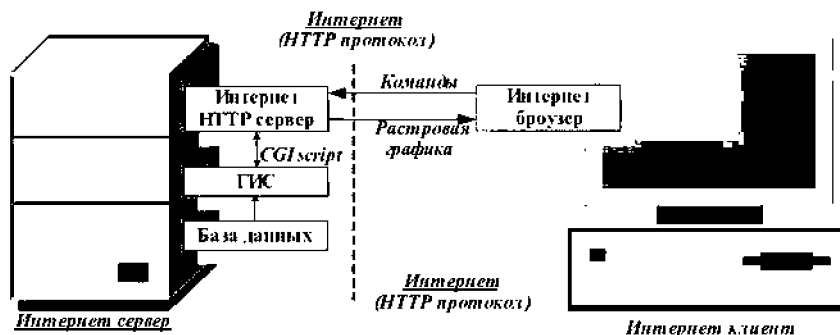 Интернет
(HTTP протокол)
Команды
Интернет
HTTP сервер
Интернет
броузер
Растровая
графика
CGI script
ГИС
База данных
Интернет
(HTTP протокол)
Интернет сервер
Интернет клиент